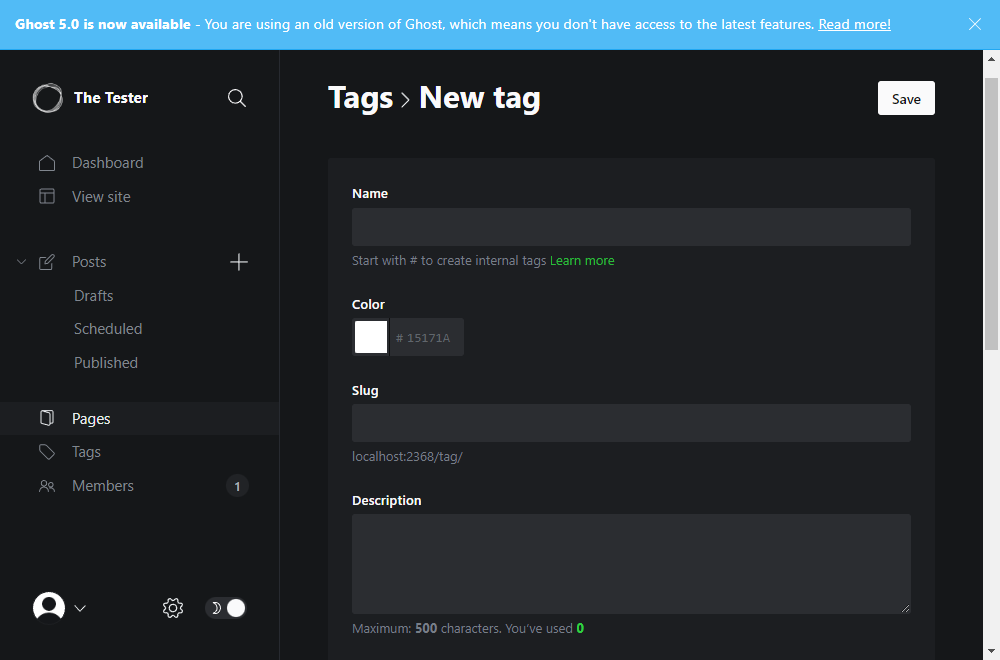 Ghost 5.0 is now available - You are using an old version of Ghost, which means you don't have access to the latest features. Read more!
The Tester
Dashboard
View site
Posts
Drafts
Scheduled
Published
Pages
Tags
Members 1
Tags > New tag
Save
Name
Start with # to create internal tags Learn more
Color
# 15171A
Slug
localhost:2368/tag/
Description
Maximum: 500 characters. You've used 0